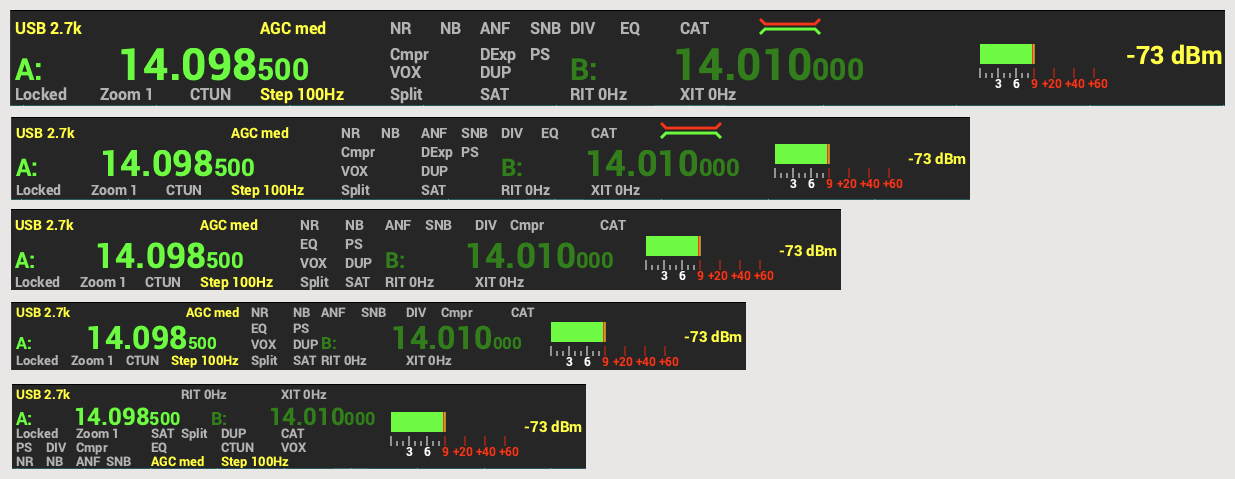 USB 2.7k AGC med NR NB ANF SNB DIV EQ CAT
Cmpr DExp PS
A: 14.098500 VOX DUP B: 14.010000 -73 dBm
Locked Zoom 1 CTUN Step 100Hz Split SAT RIT 0Hz XIT 0Hz 3 6 9 +20 +40 +60
USB 2.7k AGC med NR NB ANF SNB DIV EQ CAT
Cmpr DExp PS
A: 14.098500 VOX DUP B: 14.010000 -73 dBm
Locked Zoom 1 CTUN Step 100Hz Split SAT RIT 0Hz XIT 0Hz 3 6 9 +20 +40 +60
USB 2.7k AGC med NR NB ANF SNB DIV Cmpr CAT
EQ PS
A: 14.098500 VOX DUP B: 14.010000 -73 dBm
Locked Zoom 1 CTUN Step 100Hz Split SAT RIT 0Hz XIT 0Hz 3 6 9 +20 +40 +60
USB 2.7k AGC med NR NB ANF SNB DIV Cmpr CAT
EQ PS
A: 14.098500 VOX DUP B: 14.010000 -73 dBm
Locked Zoom 1 CTUN Step 100Hz Split SAT RIT 0Hz XIT 0Hz 3 6 9 +20 +40 +60
USB 2.7k RIT 0Hz XIT 0Hz
A: 14.098500 B: 14.010000 -73 dBm
Locked Zoom 1 SAT Split DUP CAT
PS DIV Cmpr EQ CTUN VOX 3 6 9 +20 +40 +60
NR NB ANF SNB AGC med Step 100Hz